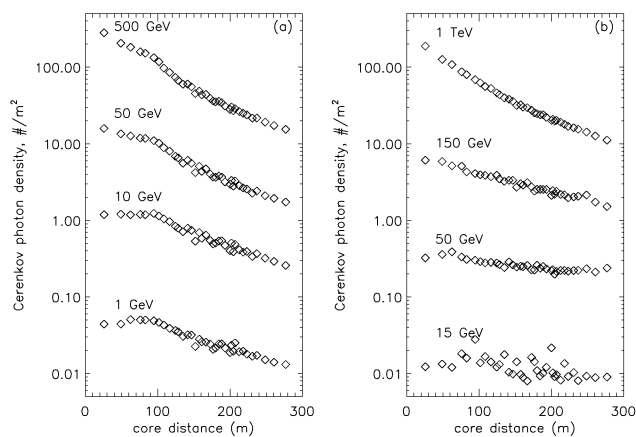 500 GeV
(a)
50 GeV
10 GeV
1 GeV
100.00
10.00
1.00
0.10
0.01
Cerenkov photon density, #/m²
0
100
200
300
core distance (m)
1 TeV
(b)
150 GeV
50 GeV
15 GeV
100.00
10.00
1.00
0.10
0.01
Cerenkov photon density, #/m²
0
100
200
300
core distance (m)